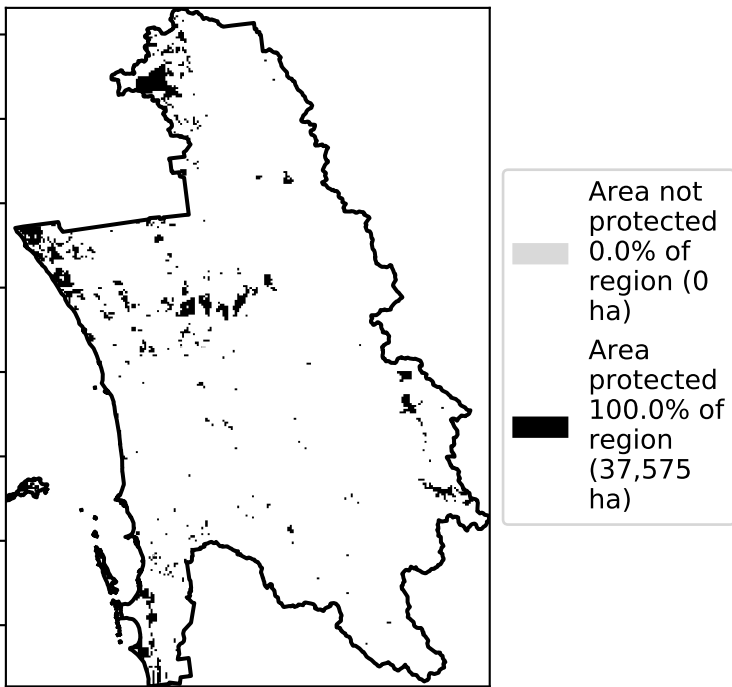 Area not
protected
0.0% of
region (0
ha)
Area
protected
100.0% of
region
(37,575
ha)